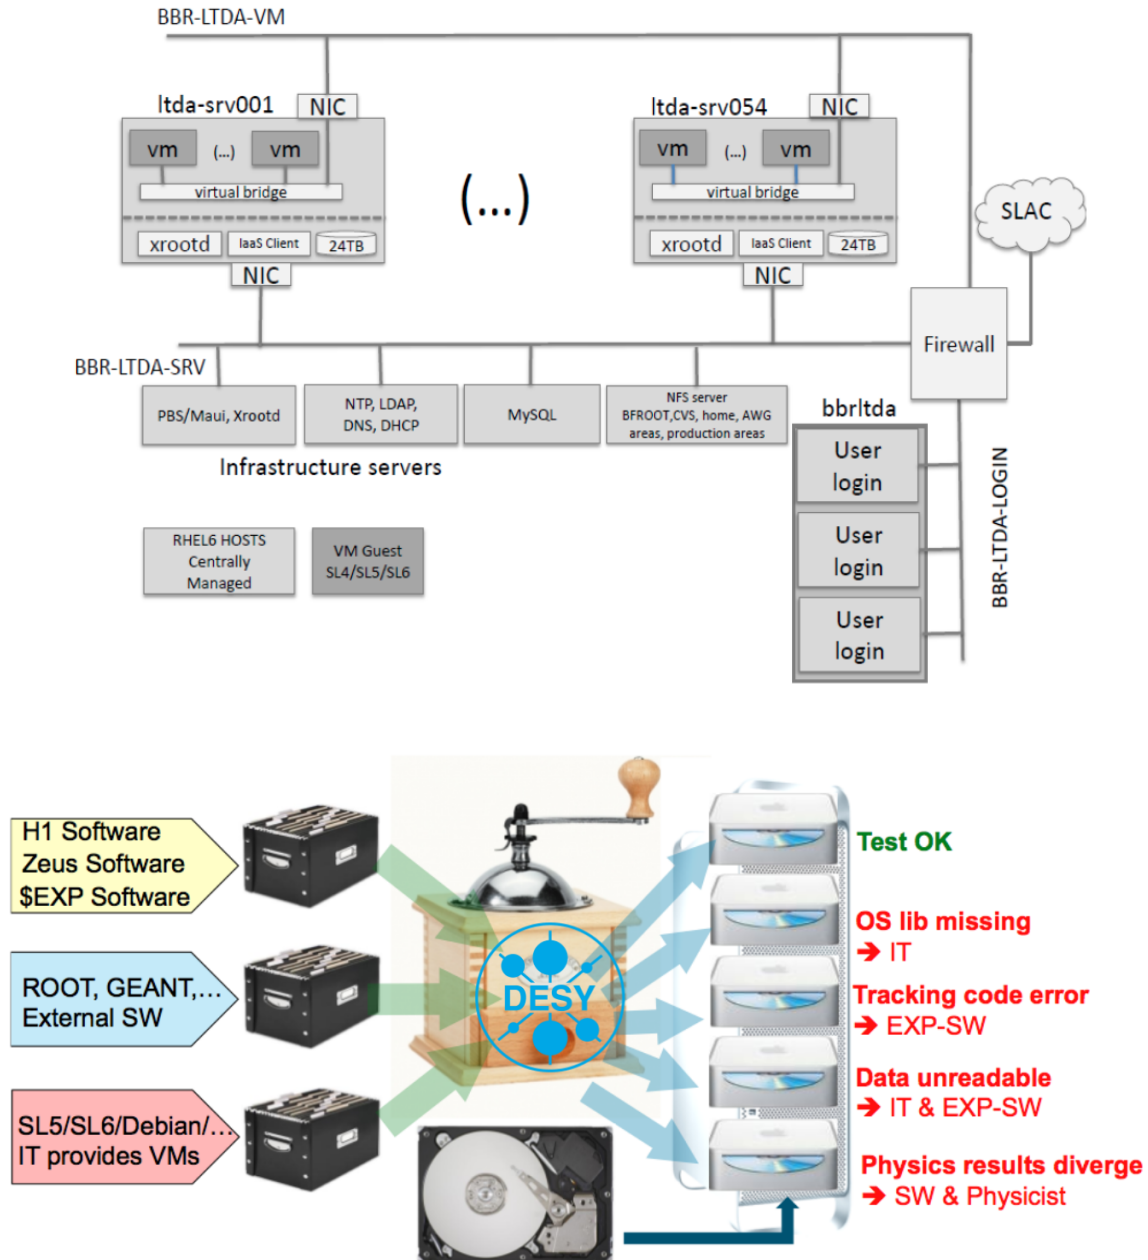 BBR-LTDA-VM
ltda-srv001
NIC
ltda-srv054
NIC
vm
(...)
vm
virtual bridge
xrootd
IaaS Client
24TB
NIC
(...)
vm
(...)
vm
virtual bridge
xrootd
IaaS Client
24TB
NIC
SLAC
Firewall
BBR-LTDA-SRV
PBS/Maui, Xrootd
NTP, LDAP,
DNS, DHCP
MySQL
NFS server
BFROOT,CVS, home, AWG
areas, production areas
Infrastructure servers
bbrltda
User
login
User
login
User
login
BBR-LTDA-LOGIN
RHEL6 HOSTS
Centrally
Managed
VM Guest
SL4/SL5/SL6
H1 Software
Zeus Software
$EXP Software
ROOT, GEANT,...
External SW
SL5/SL6/Debian/...
IT provides VMs
DESY
Test OK
OS lib missing
➔ IT
Tracking code error
➔ EXP-SW
Data unreadable
➔ IT & EXP-SW
Physics results diverge
➔ SW & Physicist